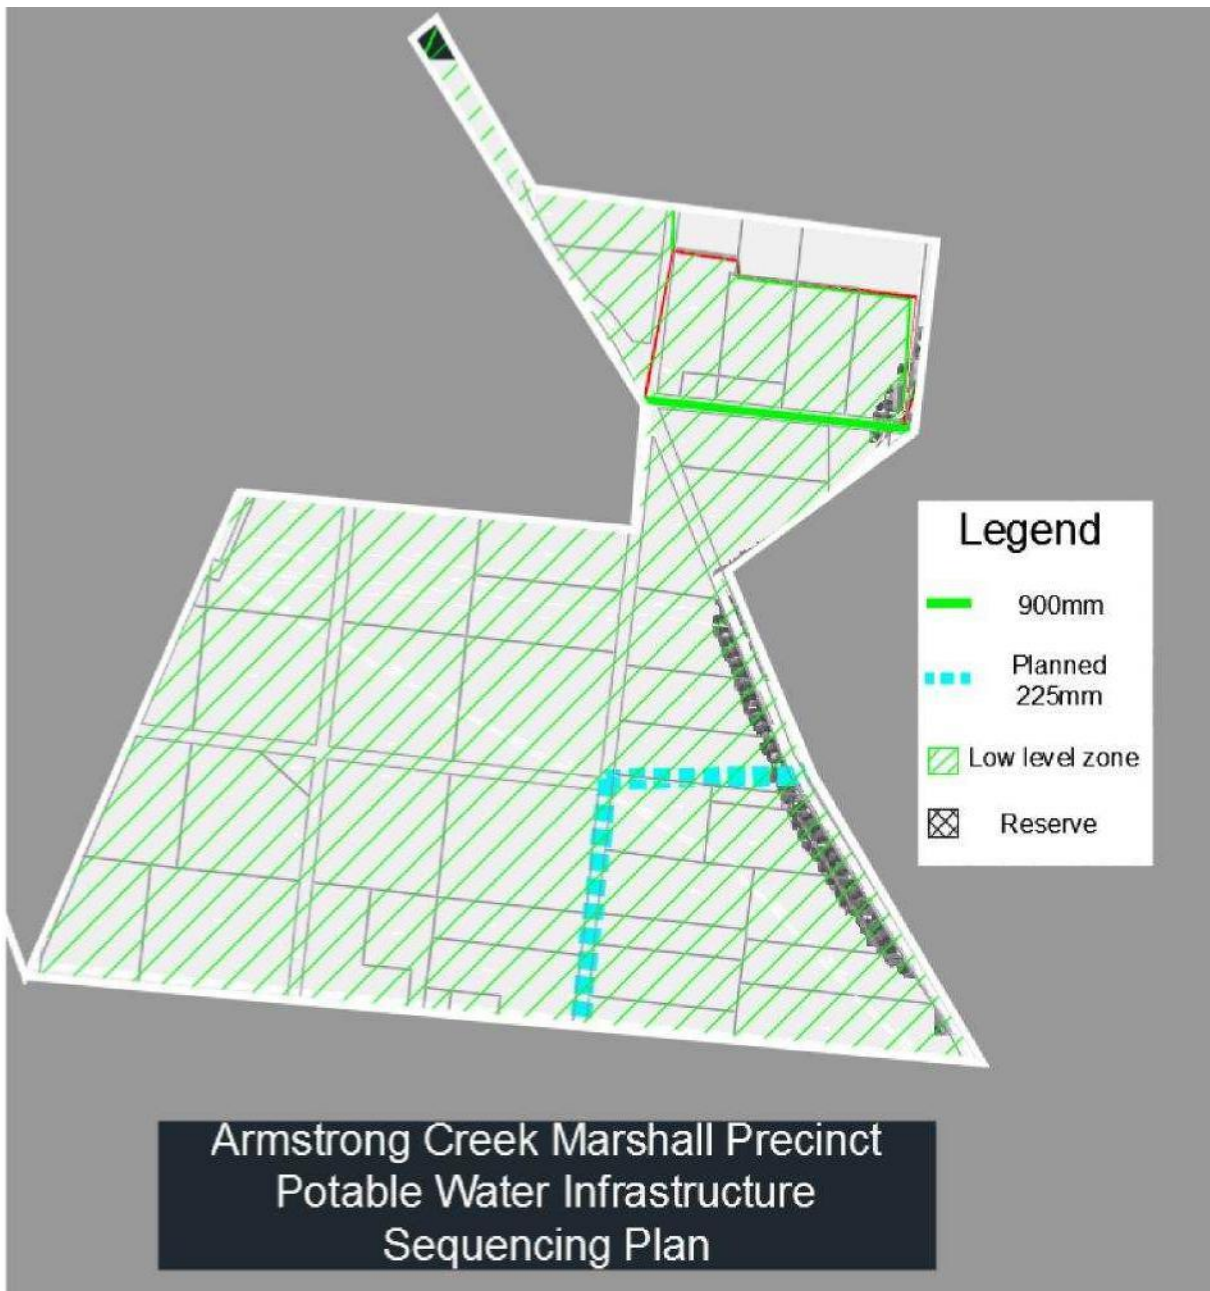 Legend
900mm
Planned
225mm
Low level zone
Reserve
Armstrong Creek Marshall Precinct
Potable Water Infrastructure
Sequencing Plan